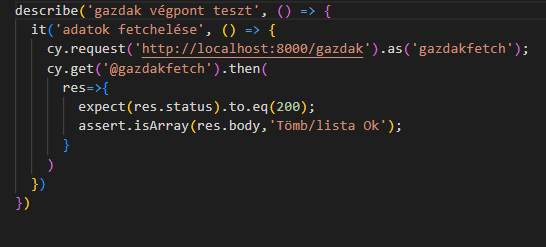 describe('gazdak végpont teszt', () => {
  it('adatok fetchelése', () => {
    cy.request('http://localhost:8000/gazdak').as('gazdakfetch');
    cy.get('@gazdakfetch').then(
      res=>{
        expect(res.status).to.eq(200);
        assert.isArray(res.body,'Tömb/lista Ok');
      }
    )
  })
})